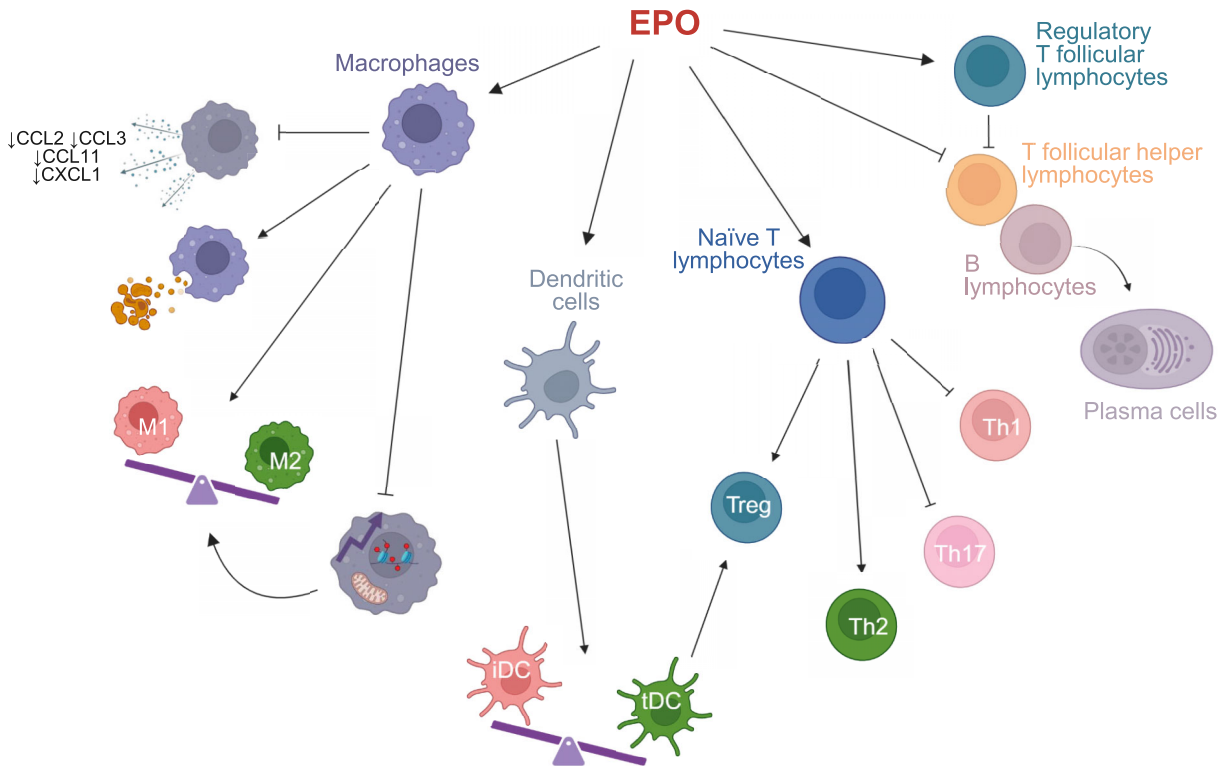 EPO
Macrophages
↓CCL2 ↓CCL3
↓CCL11
↓CXCL1
M1
M2
Dendritic
cells
iDC
tDC
Naïve T
lymphocytes
Treg
Th2
Th17
Th1
Regulatory
T follicular
lymphocytes
T follicular helper
lymphocytes
B
lymphocytes
Plasma cells